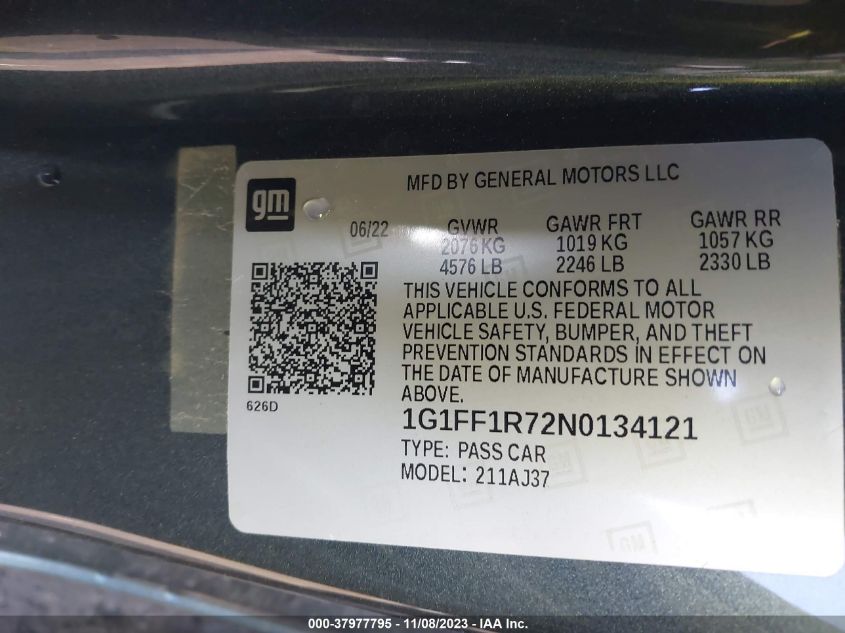 gm
MFD BY GENERAL MOTORS LLC
06/22 GVWR GAWR FRT GAWR RR
2076 KG 1019 KG 1057 KG
4576 LB 2246 LB 2330 LB
THIS VEHICLE CONFORMS TO ALL
APPLICABLE U.S. FEDERAL MOTOR
VEHICLE SAFETY, BUMPER, AND THEFT
PREVENTION STANDARDS IN EFFECT ON
THE DATE OF MANUFACTURE SHOWN
ABOVE.
626D
1G1FF1R72N0134121
TYPE: PASS CAR
MODEL: 211AJ37
000-37977795 - 11/08/2023 - IAA Inc.